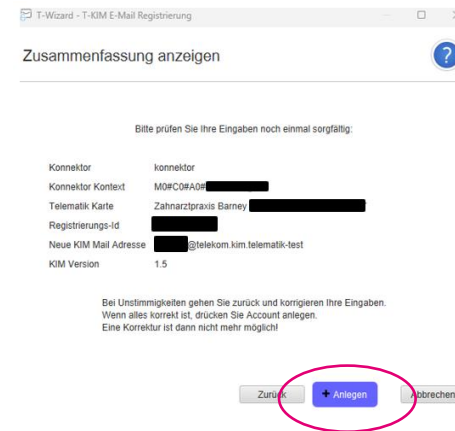 T-Wizard - T-KIM E-Mail Registrierung
Zusammenfassung anzeigen
?
Bitte prüfen Sie Ihre Eingaben noch einmal sorgfältig:
Konnektor konnektor
Konnektor Kontext M0#C0#A0#
Telematik Karte Zahnarztpraxis Barney
Registrierungs-Id
Neue KIM Mail Adresse @telekom.kim.telematik-test
KIM Version 1.5
Bei Unstimmigkeiten gehen Sie zurück und korrigieren Ihre Eingaben.
Wenn alles korrekt ist, drücken Sie Account anlegen.
Eine Korrektur ist dann nicht mehr möglich!
Zurück + Anlegen Abbrechen